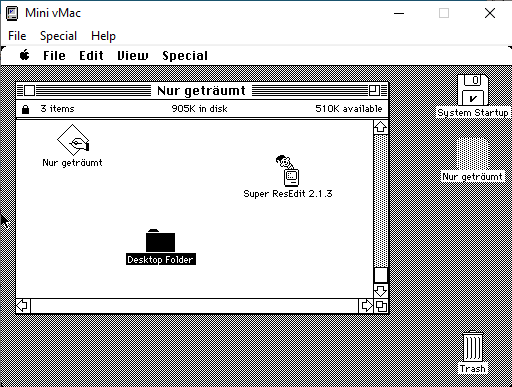 Mini vMac
File Special Help
File Edit View Special
Nur geträumt
3 items 905K in disk 510K available
Nur geträumt
Super ResEdit 2.1.3
Desktop Folder
System Startup
Nur geträumt
Trash